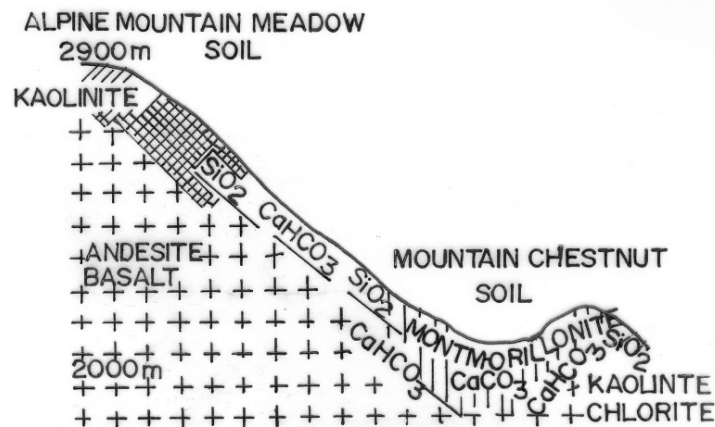 ALPINE MOUNTAIN MEADOW
2900m SOIL
KAOLINITE
SiO2 CaHCO3 SiO2
ANDESITE
BASALT
MOUNTAIN CHESTNUT
SOIL
MONTMORILLONITE
CaHCO3
CaCO3
CaHCO3 SiO2
2000m
KAOLINTE
CHLORITE